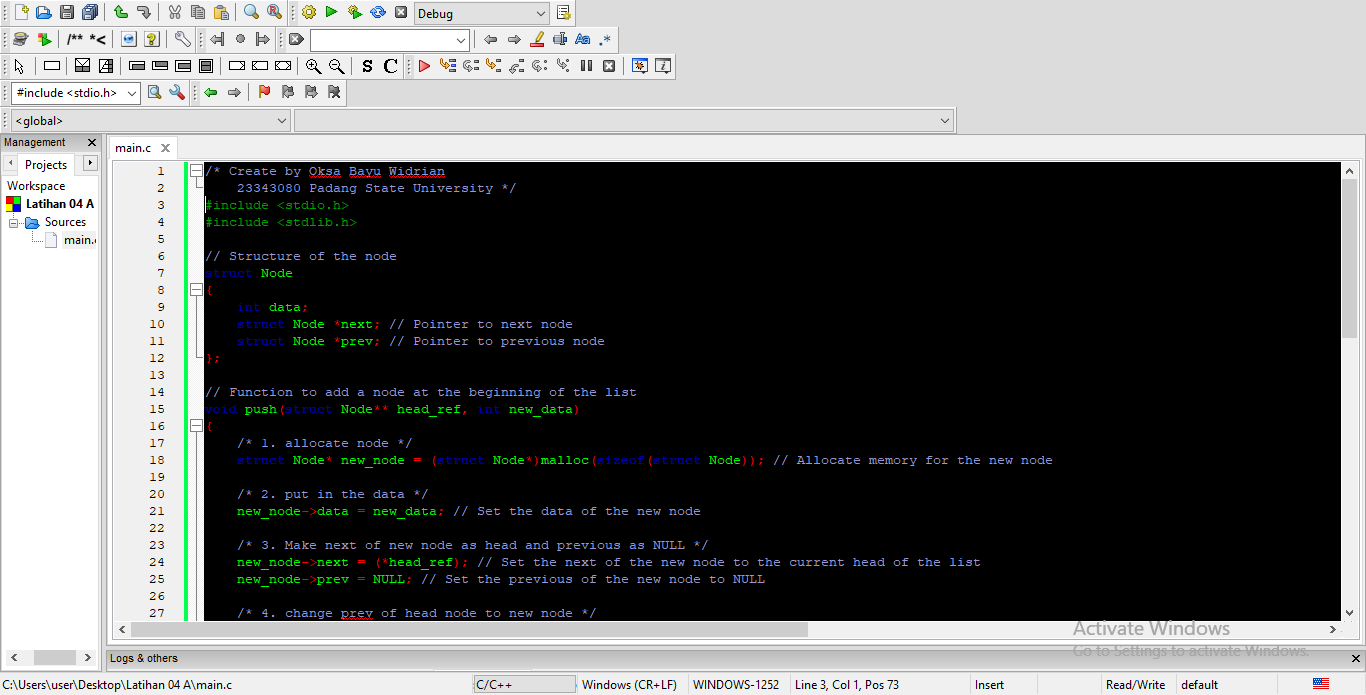 Debug
/** *<
Aa .*
S C
#include <stdio.h>
<global>
Management
Projects
Workspace
Latihan 04 A
Sources
main.c
main.c
1 /* Create by Oksa Bayu Widrian
2 23343080 Padang State University */
3 #include <stdio.h>
4 #include <stdlib.h>
5
6 // Structure of the node
7 struct Node
8 {
9 int data;
10 struct Node *next; // Pointer to next node
11 struct Node *prev; // Pointer to previous node
12 };
13
14 // Function to add a node at the beginning of the list
15 void push(struct Node** head_ref, int new_data)
16 {
17 /* 1. allocate node */
18 struct Node* new_node = (struct Node*)malloc(sizeof(struct Node)); // Allocate memory for the new node
19
20 /* 2. put in the data */
21 new_node->data = new_data; // Set the data of the new node
22
23 /* 3. Make next of new node as head and previous as NULL */
24 new_node->next = (*head_ref); // Set the next of the new node to the current head of the list
25 new_node->prev = NULL; // Set the previous of the new node to NULL
26
27 /* 4. change prev of head node to new node */
Activate Windows
Go to Settings to activate Windows.
Logs & others
C:\Users\user\Desktop\Latihan 04 A\main.c C/C++ Windows (CR+LF) WINDOWS-1252 Line 3, Col 1, Pos 73 Insert Read/Write default